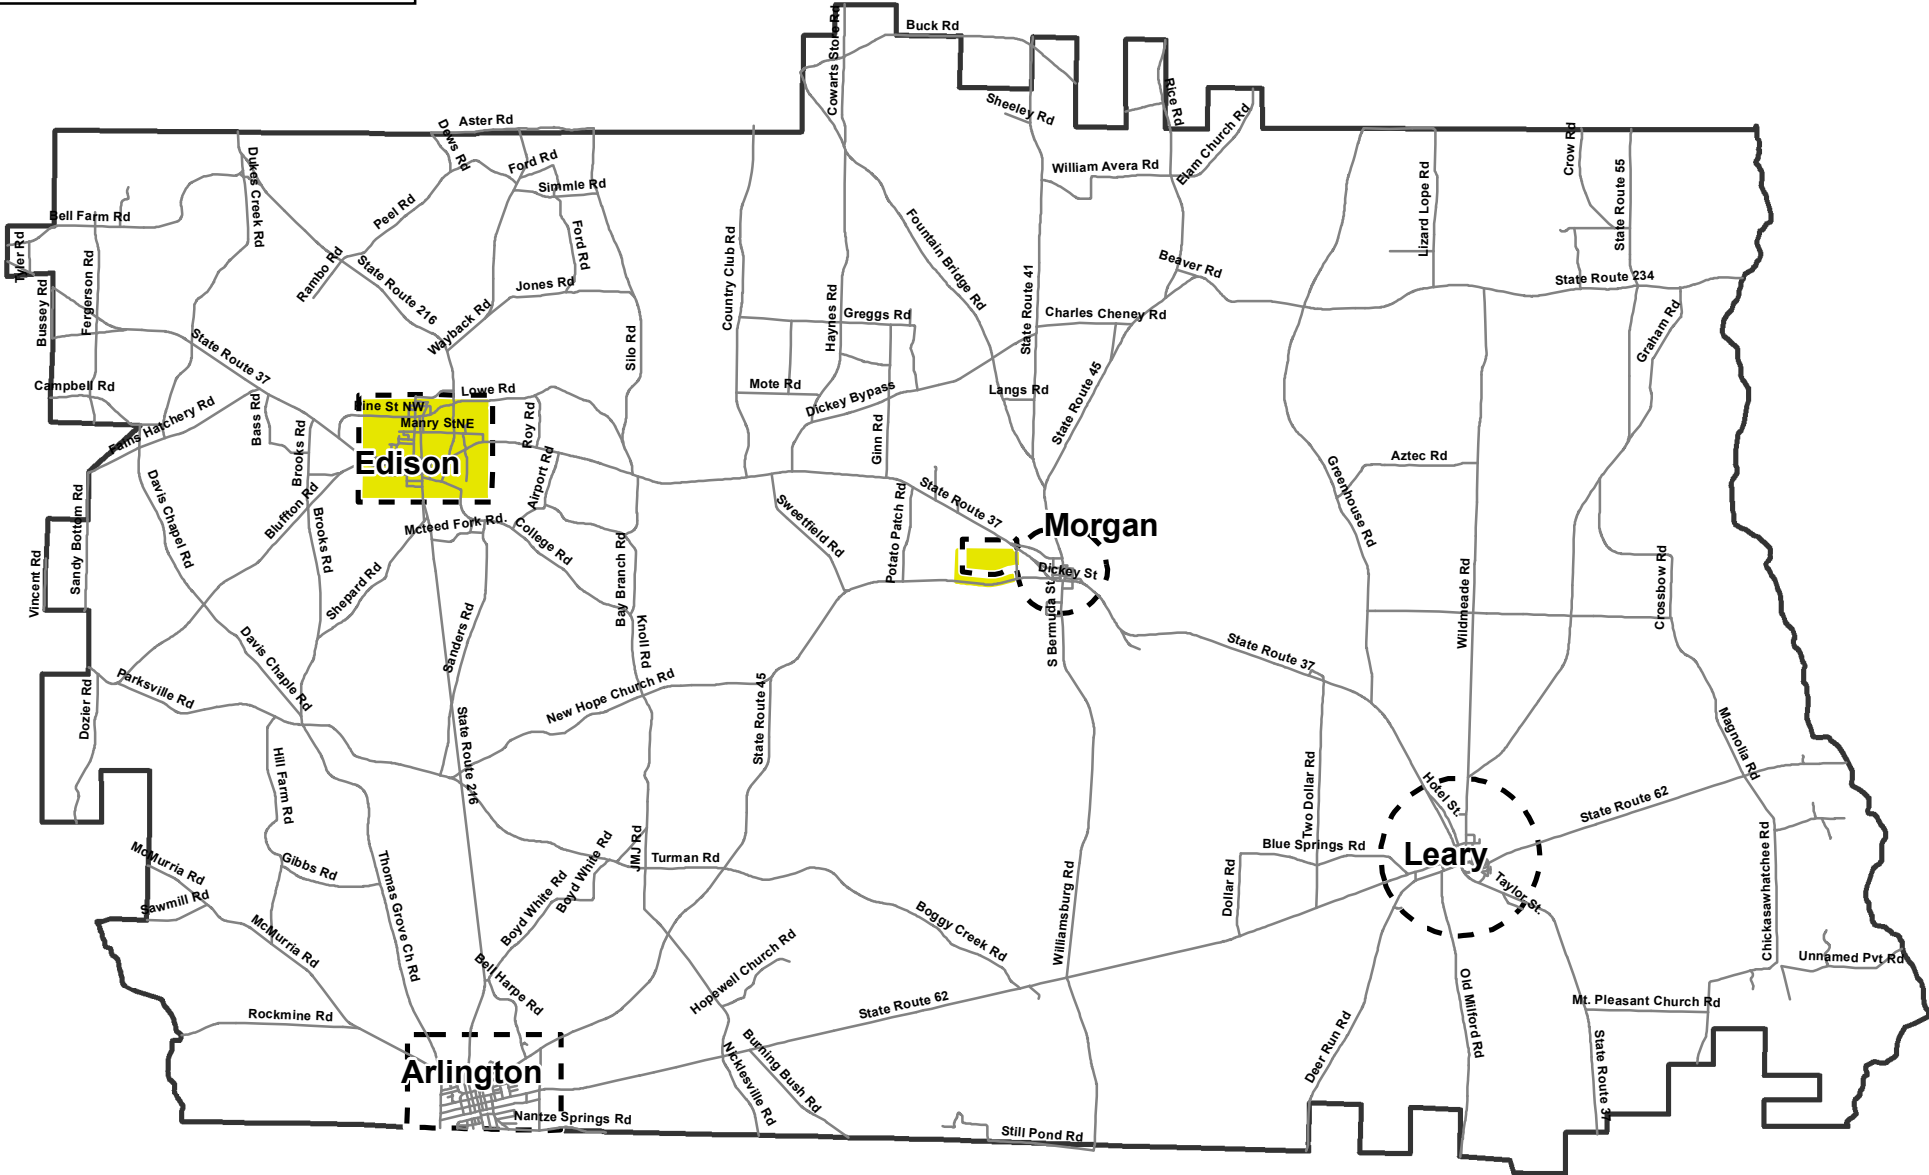 Buck Rd
Cowarts Store Rd
Sheeley Rd
Rice Rd
Aster Rd
Dews Rd
Ford Rd
Simmle Rd
Dukes Creek Rd
William Avera Rd
Elam Church Rd
Crow Rd
State Route 55
Lizard Lope Rd
Peel Rd
Bell Farm Rd
Tyler Rd
Fergerson Rd
Ford Rd
Fountain Bridge Rd
Country Club Rd
State Route 41
Beaver Rd
State Route 234
Rambo Rd
State Route 216
Jones Rd
Bussey Rd
Wayback Rd
Haynes Rd
Greggs Rd
Charles Cheney Rd
Graham Rd
State Route 37
Silo Rd
Campbell Rd
Lowe Rd
Mote Rd
Dickey Bypass
Langs Rd
State Route 45
Pine St NW
Manry StNE
Fains Hatchery Rd
Bass Rd
Brooks Rd
Roy Rd
Ginn Rd
Edison
Aztec Rd
Airport Rd
Davis Chapel Rd
Bluffton Rd
Sandy Bottom Rd
Greenhouse Rd
State Route 37
Potato Patch Rd
Sweetfield Rd
Morgan
Mcteed Fork Rd.
College Rd
Brooks Rd
Vincent Rd
Shepard Rd
Bay Branch Rd
Dickey St
S Bermuda St
Wildmeade Rd
Crossbow Rd
Sanders Rd
Knoll Rd
Davis Chaple Rd
State Route 37
New Hope Church Rd
Parksville Rd
Dozier Rd
State Route 45
State Route 216
Magnolia Rd
Hill Farm Rd
Two Dollar Rd
Hotel St.
State Route 62
JMJ Rd
Turman Rd
Blue Springs Rd
Leary
McMurria Rd
Gibbs Rd
Boyd White Rd
Boyd White Rd
Thomas Grove Ch Rd
Sawmill Rd
Dollar Rd
Taylor St.
Chickasawhatchee Rd
McMurria Rd
Williamsburg Rd
Boggy Creek Rd
Hopewell Church Rd
Unnamed Pvt Rd
Bell Harpe Rd
State Route 62
Old Milford Rd
Mt. Pleasant Church Rd
Rockmine Rd
Deer Run Rd
State Route 37
Burning Bush Rd
Nicklesville Rd
Arlington
Nantze Springs Rd
Still Pond Rd